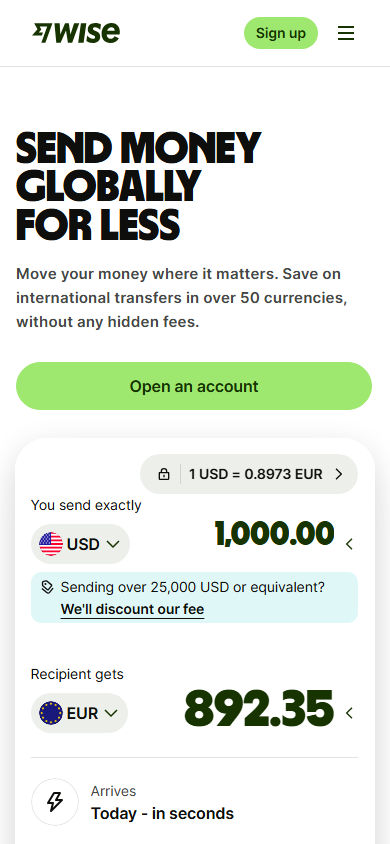 wise
Sign up
SEND MONEY
GLOBALLY
FOR LESS
Move your money where it matters. Save on
international transfers in over 50 currencies,
without any hidden fees.
Open an account
1 USD = 0.8973 EUR
You send exactly
USD
1,000.00
Sending over 25,000 USD or equivalent?
We'll discount our fee
Recipient gets
EUR
892.35
Arrives
Today - in seconds